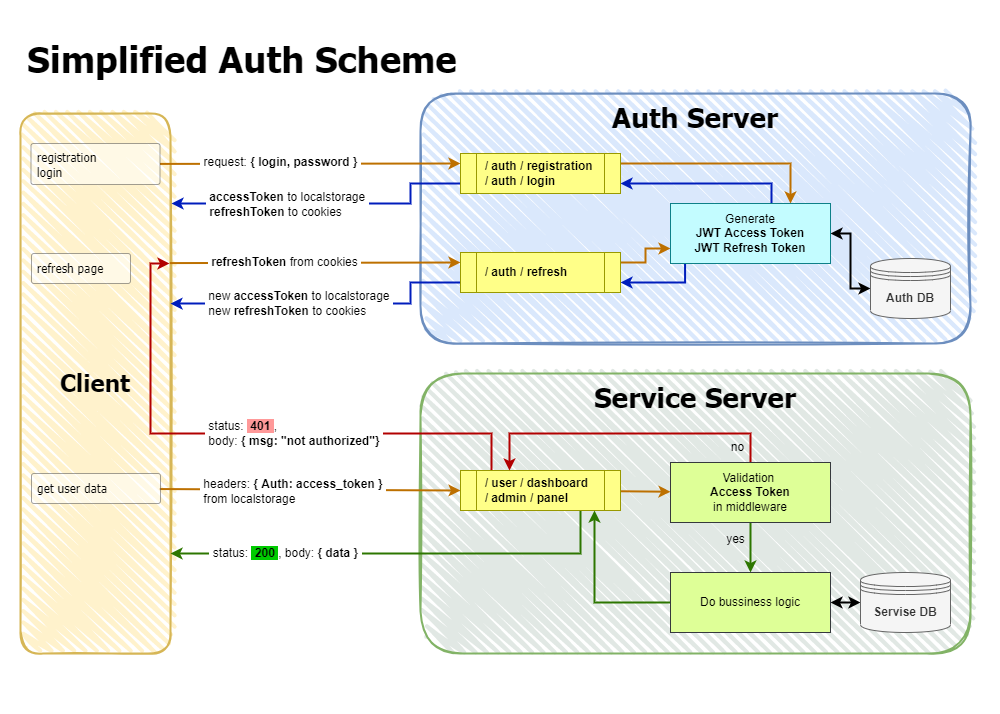 Simplified Auth Scheme
Client
registration
login
request: { login, password }
accessToken to localstorage
refreshToken to cookies
refresh page
refreshToken from cookies
new accessToken to localstorage
new refreshToken to cookies
status: 401,
body: { msg: "not authorized"}
get user data
headers: { Auth: access_token }
from localstorage
status: 200, body: { data }
Auth Server
/ auth / registration
/ auth / login
Generate
JWT Access Token
JWT Refresh Token
/ auth / refresh
Auth DB
Service Server
no
/ user / dashboard
/ admin / panel
Validation
Access Token
in middleware
yes
Do bussiness logic
Servise DB